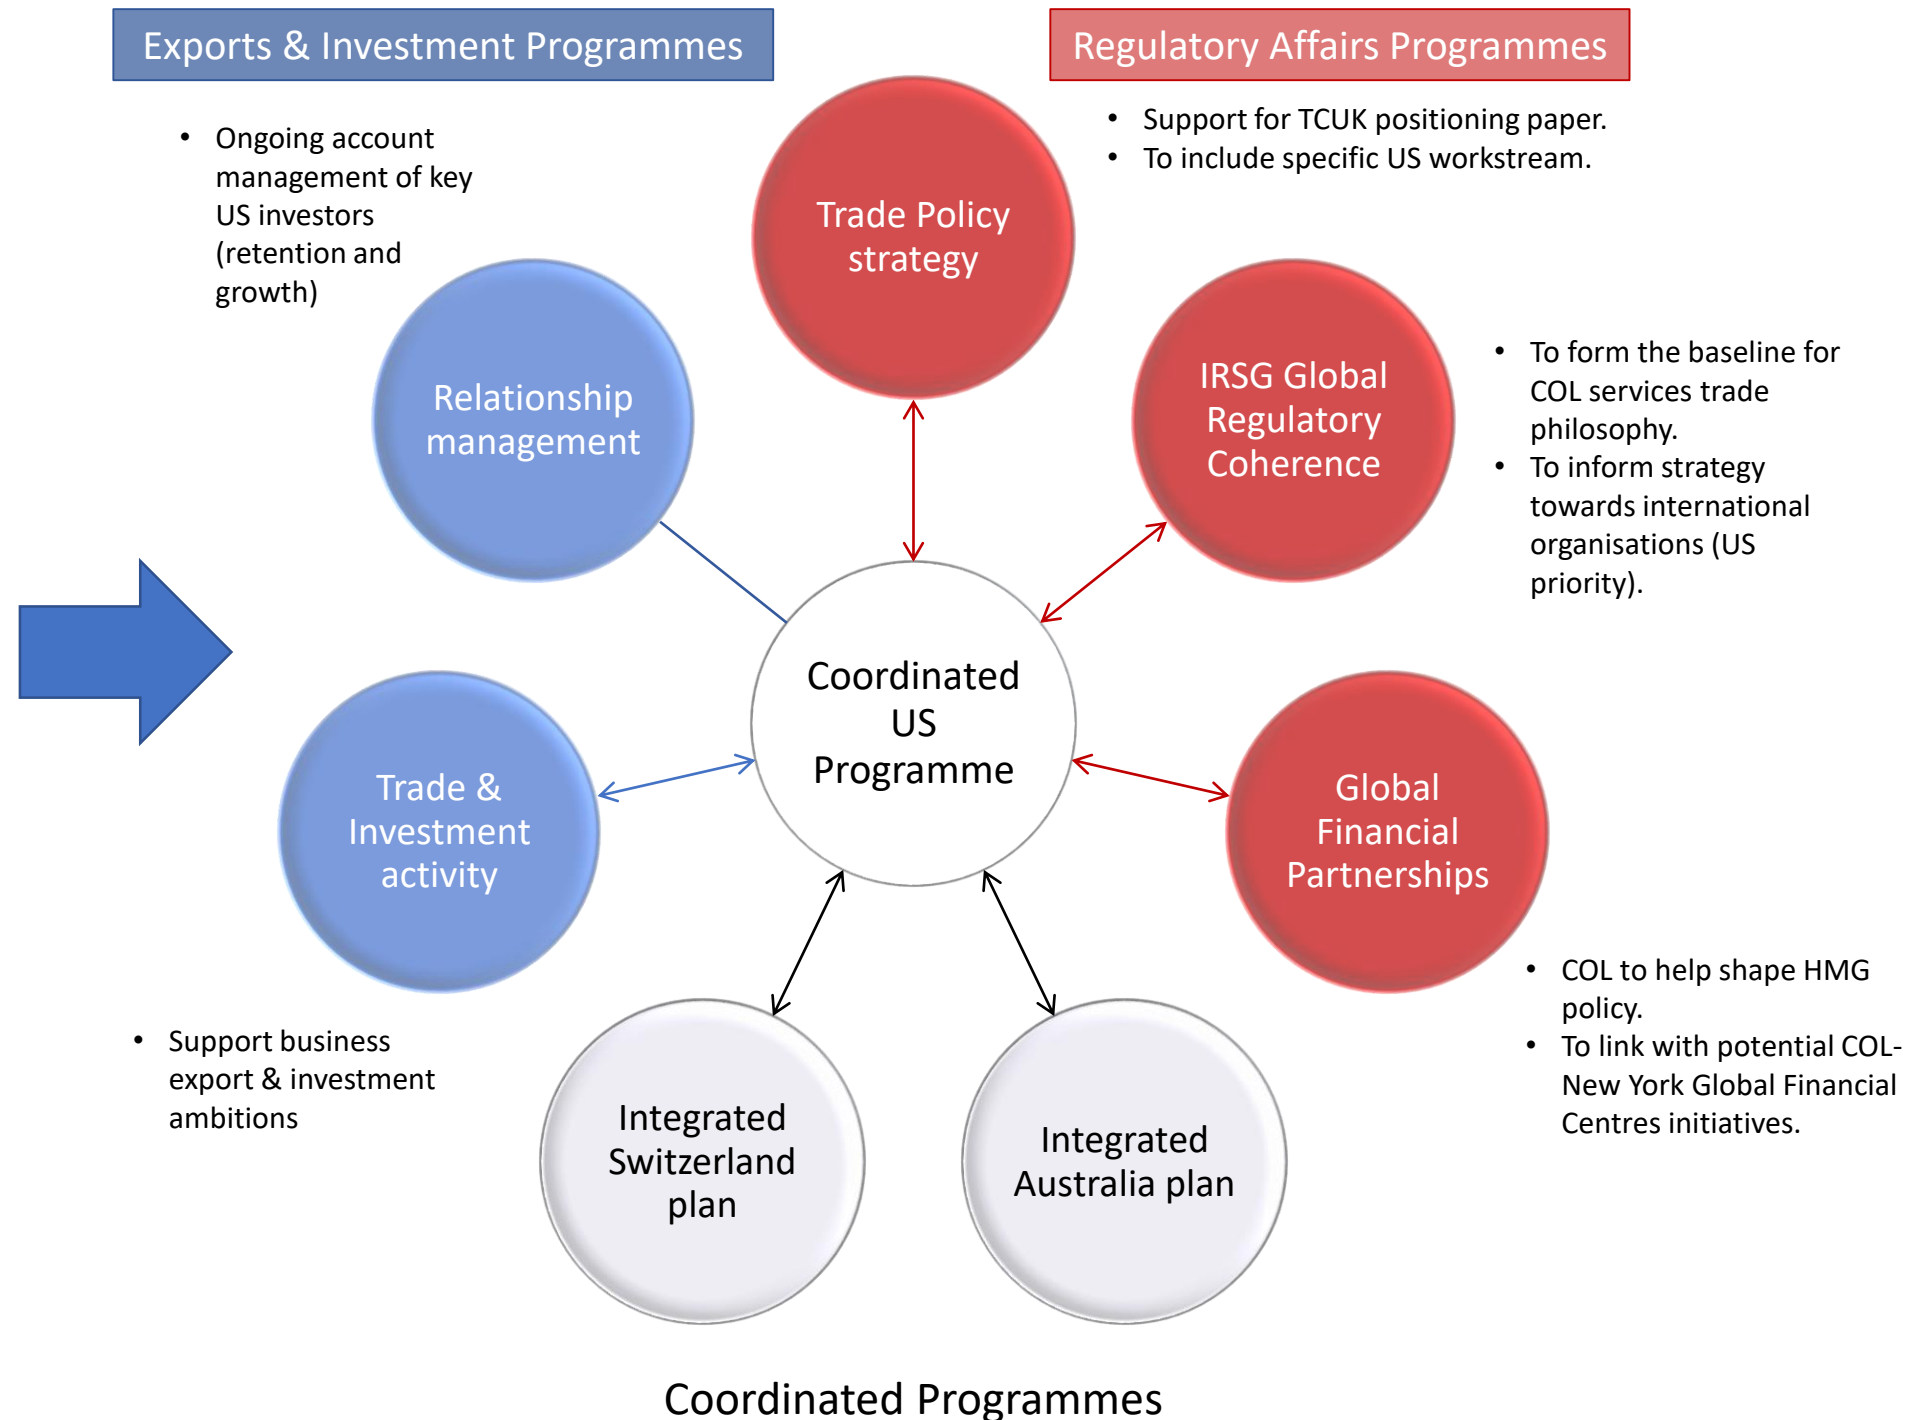 Exports & Investment Programmes
Regulatory Affairs Programmes
• Ongoing account
management of key
US investors
(retention and
growth)
• Support for TCUK positioning paper.
• To include specific US workstream.
Trade Policy
strategy
Relationship
management
IRSG Global
Regulatory
Coherence
• To form the baseline for
COL services trade
philosophy.
• To inform strategy
towards international
organisations (US
priority).
Coordinated
US
Programme
Trade &
Investment
activity
Global
Financial
Partnerships
• Support business
export & investment
ambitions
• COL to help shape HMG
policy.
• To link with potential COL-
New York Global Financial
Centres initiatives.
Integrated
Switzerland
plan
Integrated
Australia plan
Coordinated Programmes